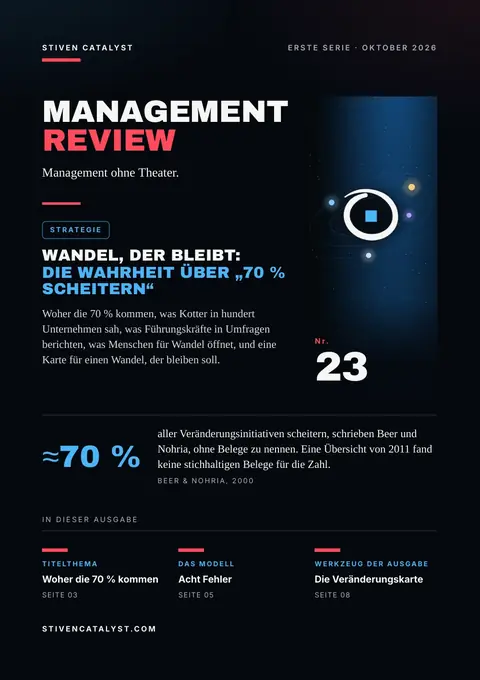 STIVEN CATALYST
ERSTE SERIE · OKTOBER 2026
MANAGEMENT
REVIEW
Management ohne Theater.
STRATEGIE
WANDEL, DER BLEIBT:
DIE WAHRHEIT ÜBER „70 %
SCHEITERN“
Woher die 70 % kommen, was Kotter in hundert
Unternehmen sah, was Führungskräfte in Umfragen
berichten, was Menschen für Wandel öffnet, und eine
Karte für einen Wandel, der bleiben soll.
Nr.
23
≈70 %
aller Veränderungsinitiativen scheitern, schrieben Beer und
Nohria, ohne Belege zu nennen. Eine Übersicht von 2011 fand
keine stichhaltigen Belege für die Zahl.
BEER & NOHRIA, 2000
IN DIESER AUSGABE
TITELTHEMA
Woher die 70 % kommen
SEITE 03
DAS MODELL
Acht Fehler
SEITE 05
WERKZEUG DER AUSGABE
Die Veränderungskarte
SEITE 08
STIVENCATALYST.COM